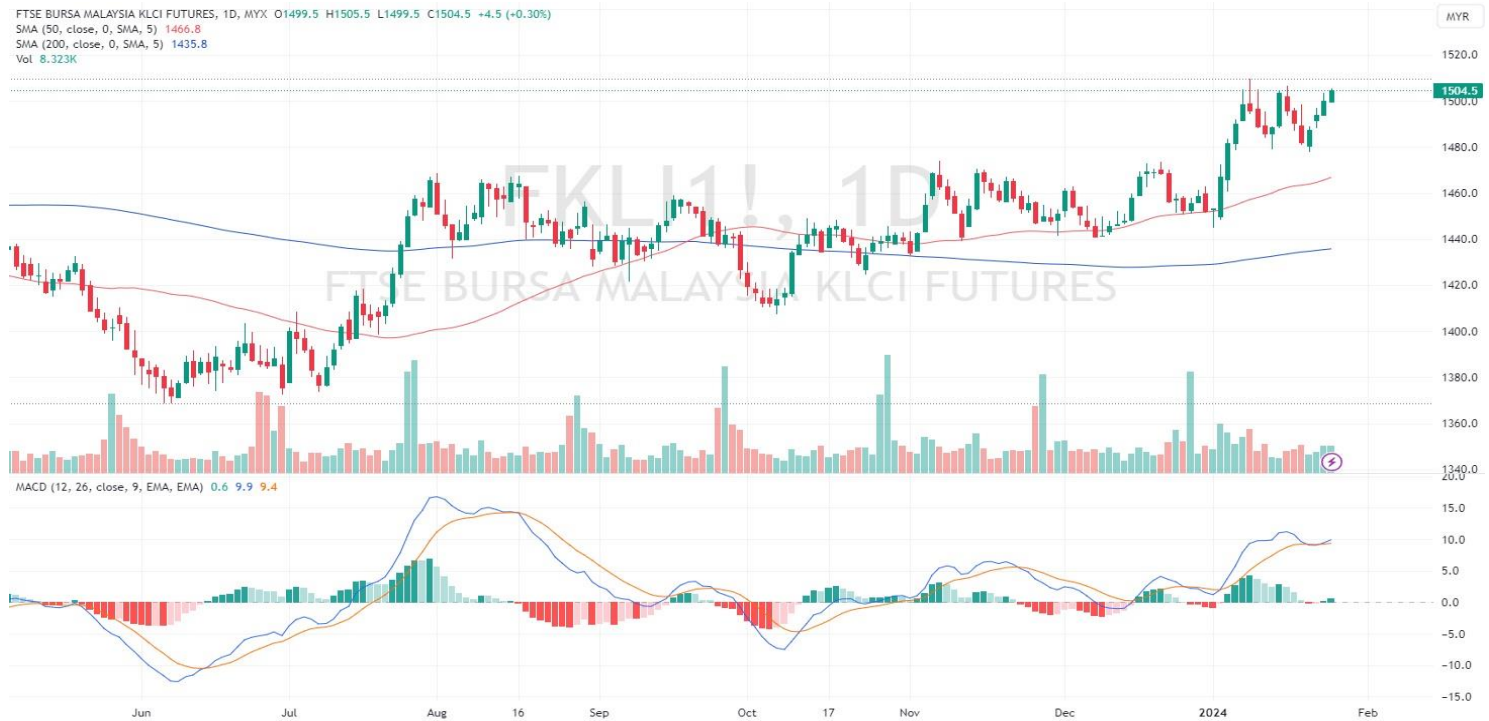 FTSE BURSA MALAYSIA KLCI FUTURES, 1D, MYX O1499.5 H1505.5 L1499.5 C1504.5 +4.5 (+0.30%)
SMA (50, close, 0, SMA, 5) 1466.8
SMA (200, close, 0, SMA, 5) 1435.8
Vol 8.323K
MYR
1520.0
1504.5
1500.0
1480.0
1460.0
1440.0
1420.0
1400.0
1380.0
1360.0
1340.0
FKLI1!, 1D
FTSE BURSA MALAYSIA KLCI FUTURES
MACD (12, 26, close, 9, EMA, EMA) 0.6 9.9 9.4
20.0
15.0
10.0
5.0
0.0
−5.0
−10.0
−15.0
Jun Jul Aug 16 Sep Oct 17 Nov Dec 2024 Feb